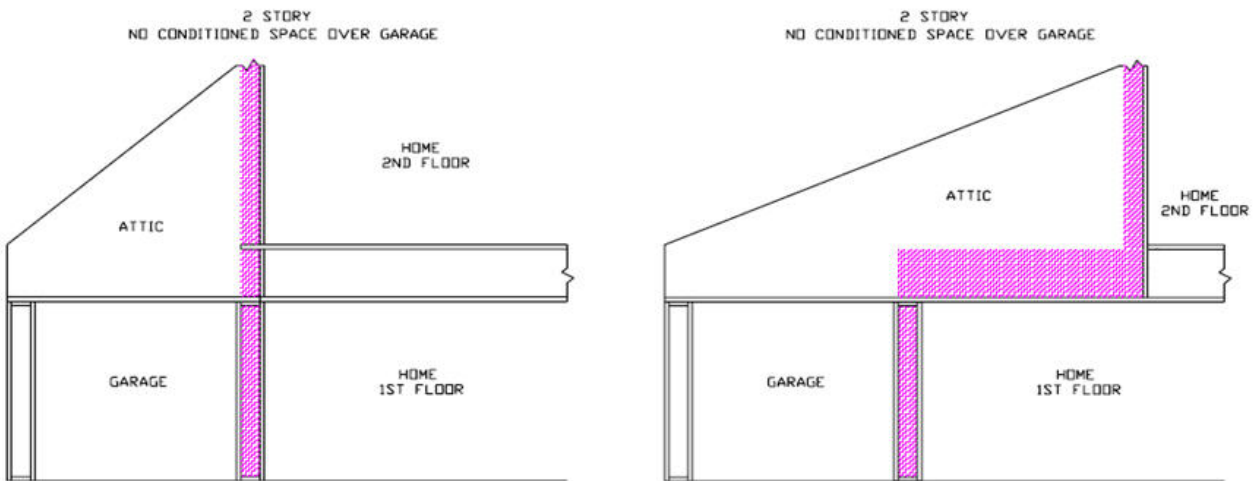 2 STORY
NO CONDITIONED SPACE OVER GARAGE
HOME
2ND FLOOR
ATTIC
GARAGE
HOME
1ST FLOOR
2 STORY
NO CONDITIONED SPACE OVER GARAGE
ATTIC
HOME
2ND FLOOR
GARAGE
HOME
1ST FLOOR